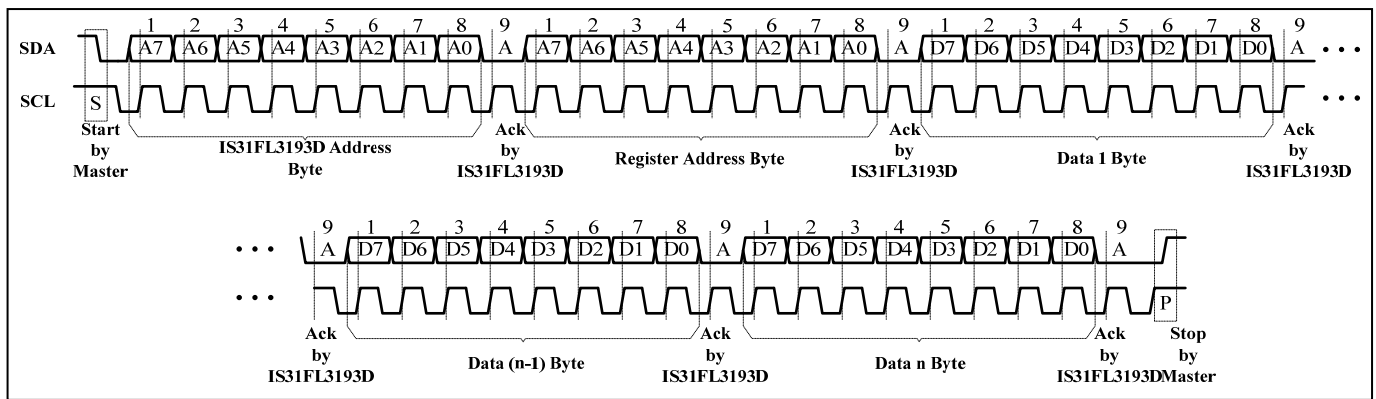 1 2 3 4 5 6 7 8 9 1 2 3 4 5 6 7 8 9 1 2 3 4 5 6 7 8 9
SDA A7 A6 A5 A4 A3 A2 A1 A0 A A7 A6 A5 A4 A3 A2 A1 A0 A D7 D6 D5 D4 D3 D2 D1 D0 A • • •
SCL S • • •
Start
by
Master
IS31FL3193D Address
Byte
Ack
by
IS31FL3193D
Register Address Byte
Ack
by
IS31FL3193D
Data 1 Byte
Ack
by
IS31FL3193D
9 1 2 3 4 5 6 7 8 9 1 2 3 4 5 6 7 8 9
• • • A D7 D6 D5 D4 D3 D2 D1 D0 A D7 D6 D5 D4 D3 D2 D1 D0 A
• • • P
Ack
by
IS31FL3193D
Data (n-1) Byte
Ack
by
IS31FL3193D
Data n Byte
Ack
by
IS31FL3193D
Stop
by
Master